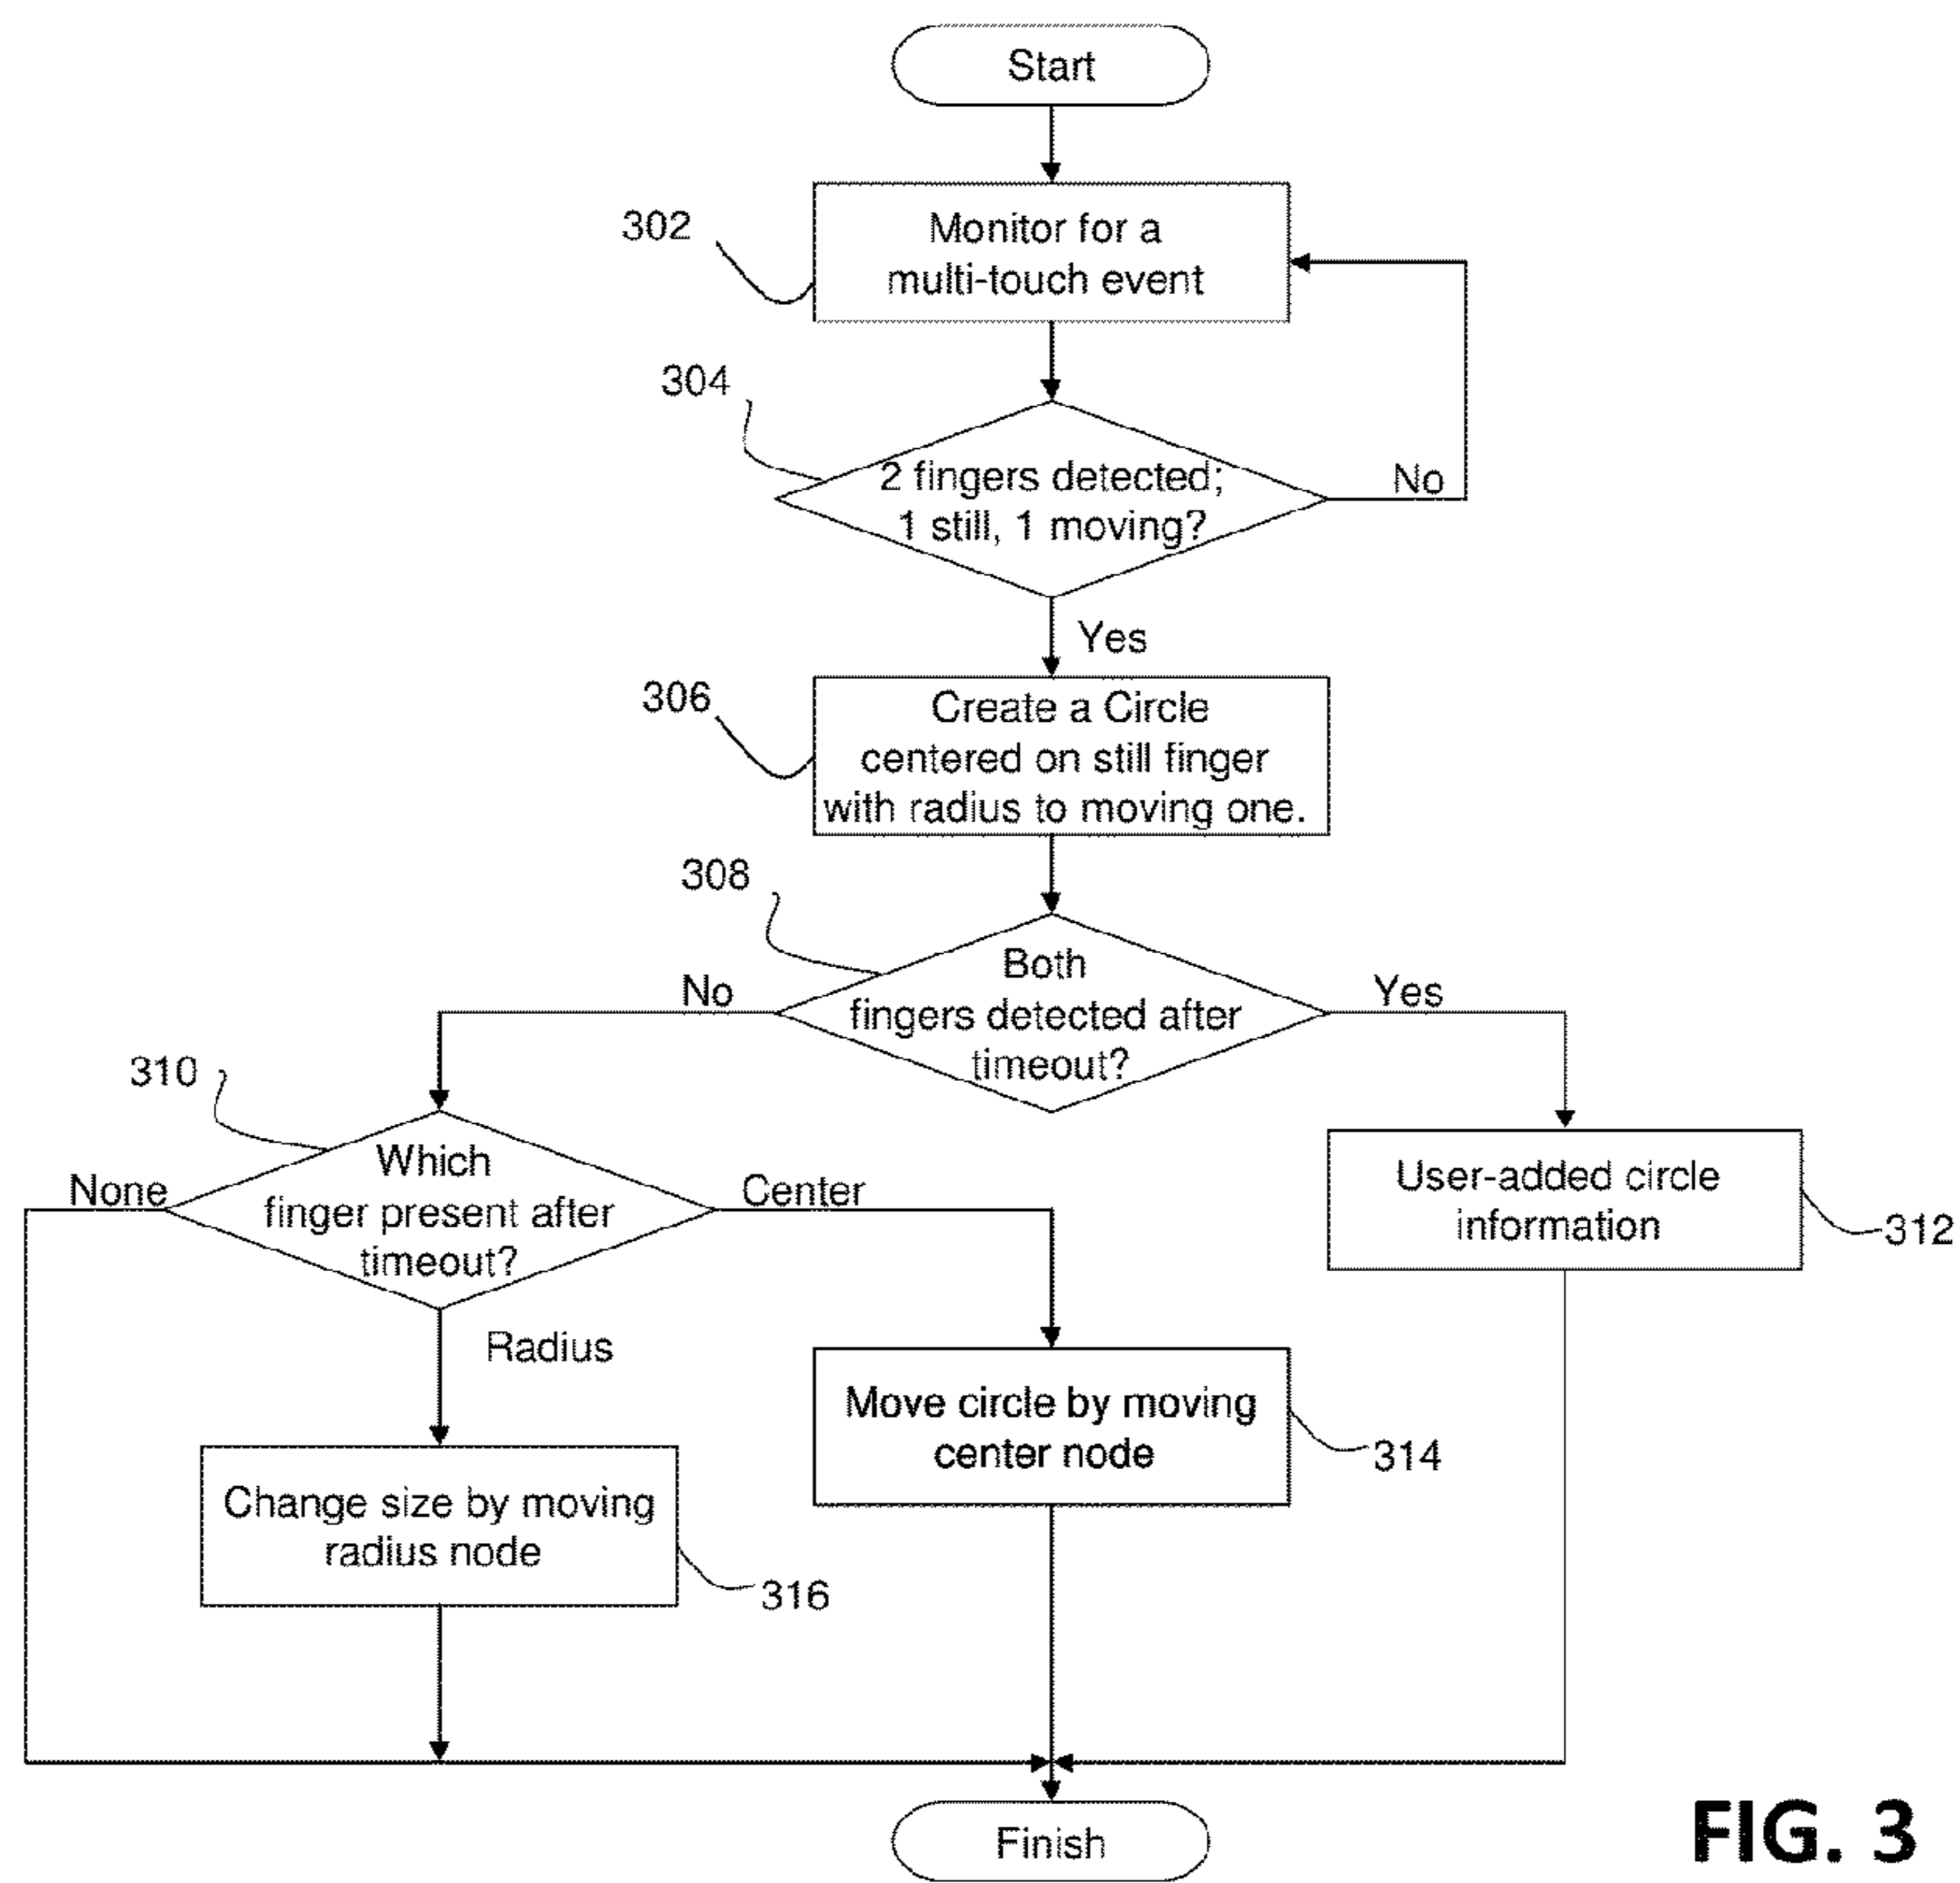 Start
302
Monitor for a
multi-touch event
304
2 fingers detected;
1 still, 1 moving?
No
Yes
306
Create a Circle
centered on still finger
with radius to moving one.
308
Both
fingers detected after
timeout?
No
Yes
310
Which
finger present after
timeout?
None
Center
Radius
User-added circle
information
312
Move circle by moving
center node
314
Change size by moving
radius node
316
Finish
FIG. 3